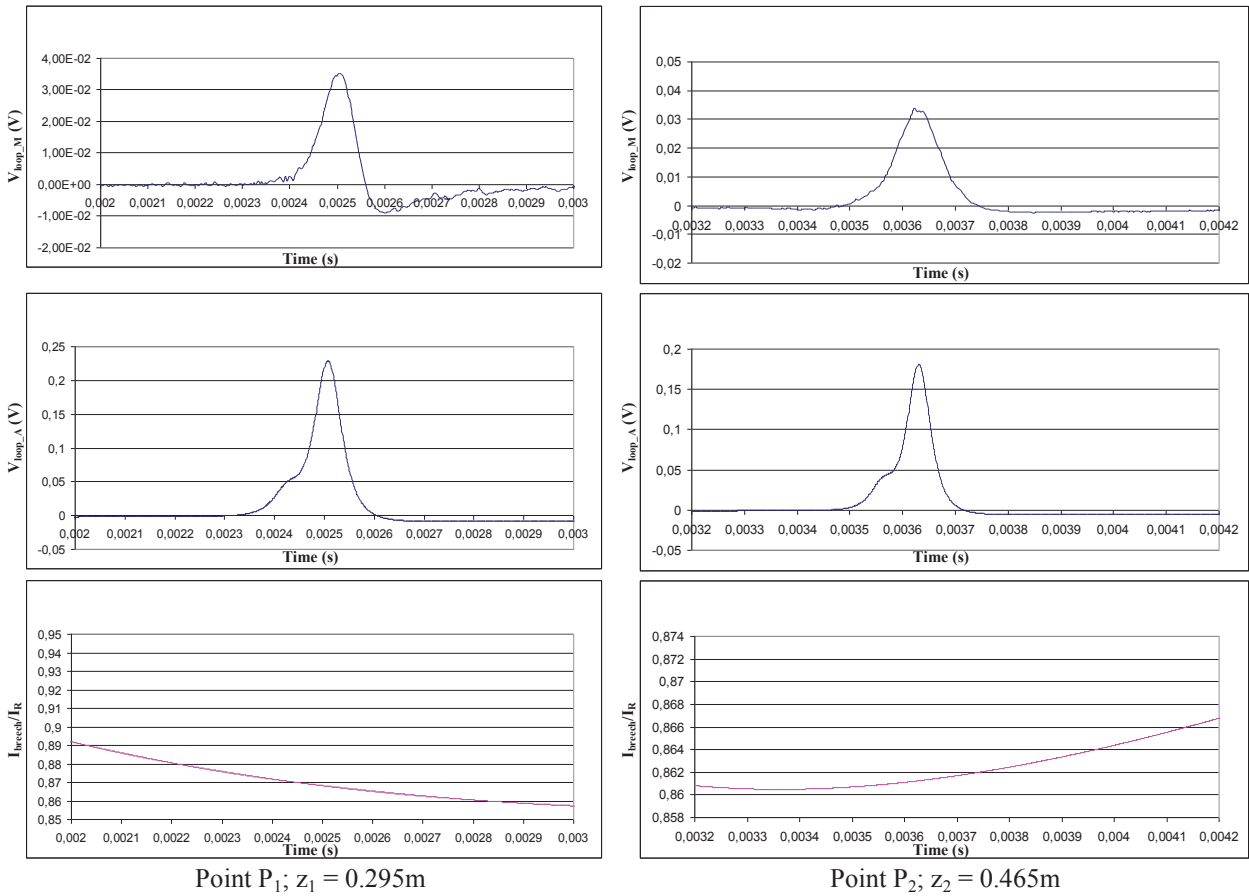 4,00E-02
3,00E-02
2,00E-02
1,00E-02
0,00E+00
-1,00E-02
-2,00E-02
V_loop_M (V)
0,002 0,0021 0,0022 0,0023 0,0024 0,0025 0,0026 0,0027 0,0028 0,0029 0,003
Time (s)
0,05
0,04
0,03
0,02
0,01
0
-0,01
-0,02
V_loop_M (V)
0,0032 0,0033 0,0034 0,0035 0,0036 0,0037 0,0038 0,0039 0,004 0,0041 0,0042
Time (s)
0,25
0,2
0,15
0,1
0,05
0
-0,05
V_loop_A (V)
0,002 0,0021 0,0022 0,0023 0,0024 0,0025 0,0026 0,0027 0,0028 0,0029 0,003
Time (s)
0,2
0,15
0,1
0,05
0
-0,05
V_loop_A (V)
0,0032 0,0033 0,0034 0,0035 0,0036 0,0037 0,0038 0,0039 0,004 0,0041 0,0042
Time (s)
0,95
0,94
0,93
0,92
0,91
0,9
0,89
0,88
0,87
0,86
0,85
I_breech/I_R
0,002 0,0021 0,0022 0,0023 0,0024 0,0025 0,0026 0,0027 0,0028 0,0029 0,003
Time (s)
0,874
0,872
0,87
0,868
0,866
0,864
0,862
0,86
0,858
I_breech/I_R
0,0032 0,0033 0,0034 0,0035 0,0036 0,0037 0,0038 0,0039 0,004 0,0041 0,0042
Time (s)
Point P₁; z₁ = 0.295m
Point P₂; z₂ = 0.465m